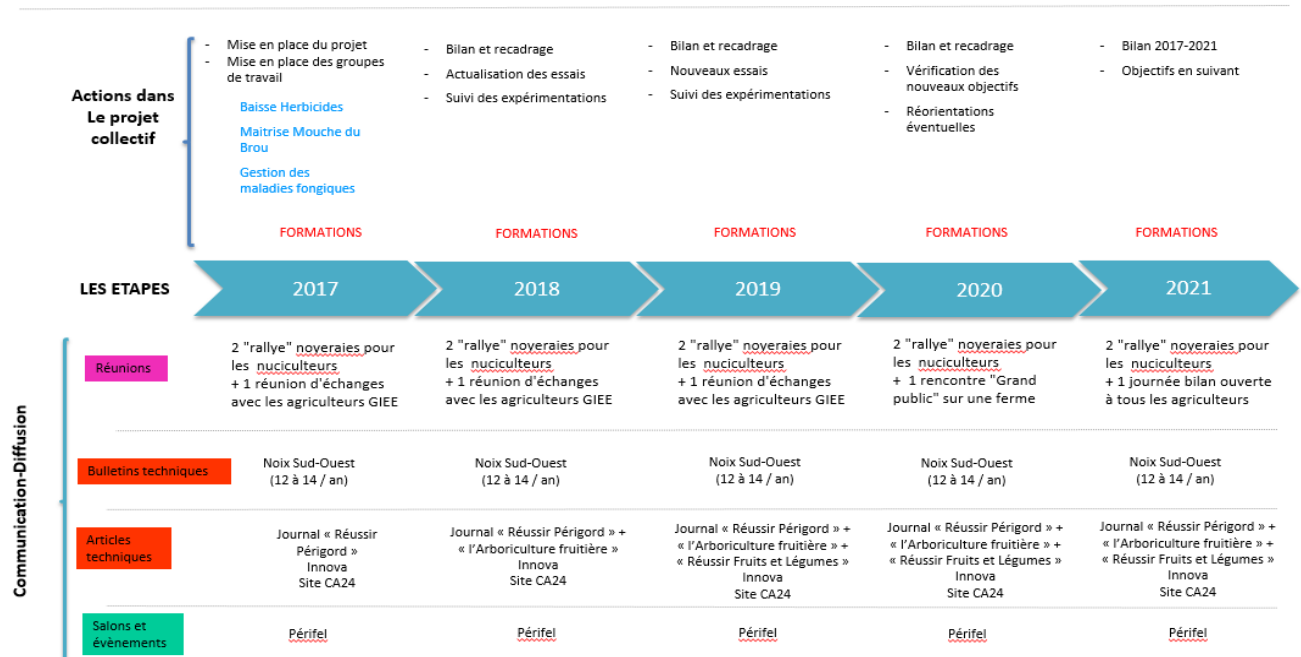 Actions dans
Le projet
collectif
- Mise en place du projet
- Mise en place des groupes
de travail
Baisse Herbicides
Maitrise Mouche du
Brou
Gestion des
maladies fongiques
- Bilan et recadrage
- Actualisation des essais
- Suivi des expérimentations
- Bilan et recadrage
- Nouveaux essais
- Suivi des expérimentations
- Bilan et recadrage
- Vérification des
nouveaux objectifs
- Réorientations
éventuelles
- Bilan 2017-2021
- Objectifs en suivant
FORMATIONS
FORMATIONS
FORMATIONS
FORMATIONS
FORMATIONS
LES ETAPES
2017
2018
2019
2020
2021
Communication-Diffusion
Réunions
2 "rallye" noyeraies pour
les nuciculteurs
+ 1 réunion d'échanges
avec les agriculteurs GIEE
2 "rallye" noyeraies pour
les nuciculteurs
+ 1 réunion d'échanges
avec les agriculteurs GIEE
2 "rallye" noyeraies pour
les nuciculteurs
+ 1 réunion d'échanges
avec les agriculteurs GIEE
2 "rallye" noyeraies pour
les nuciculteurs
+ 1 rencontre "Grand
public" sur une ferme
2 "rallye" noyeraies pour
les nuciculteurs
+ 1 journée bilan ouverte
à tous les agriculteurs
Bulletins techniques
Noix Sud-Ouest
(12 à 14 / an)
Noix Sud-Ouest
(12 à 14 / an)
Noix Sud-Ouest
(12 à 14 / an)
Noix Sud-Ouest
(12 à 14 / an)
Noix Sud-Ouest
(12 à 14 / an)
Articles
techniques
Journal « Réussir
Périgord »
Innova
Site CA24
Journal « Réussir Périgord » +
« l'Arboriculture fruitière »
Innova
Site CA24
Journal « Réussir Périgord » +
« l'Arboriculture fruitière » +
« Réussir Fruits et Légumes »
Innova
Site CA24
Journal « Réussir Périgord » +
« l'Arboriculture fruitière » +
« Réussir Fruits et Légumes »
Innova
Site CA24
Journal « Réussir Périgord » +
« l'Arboriculture fruitière » +
« Réussir Fruits et Légumes »
Innova
Site CA24
Salons et
évènements
Périfel
Périfel
Périfel
Périfel
Périfel